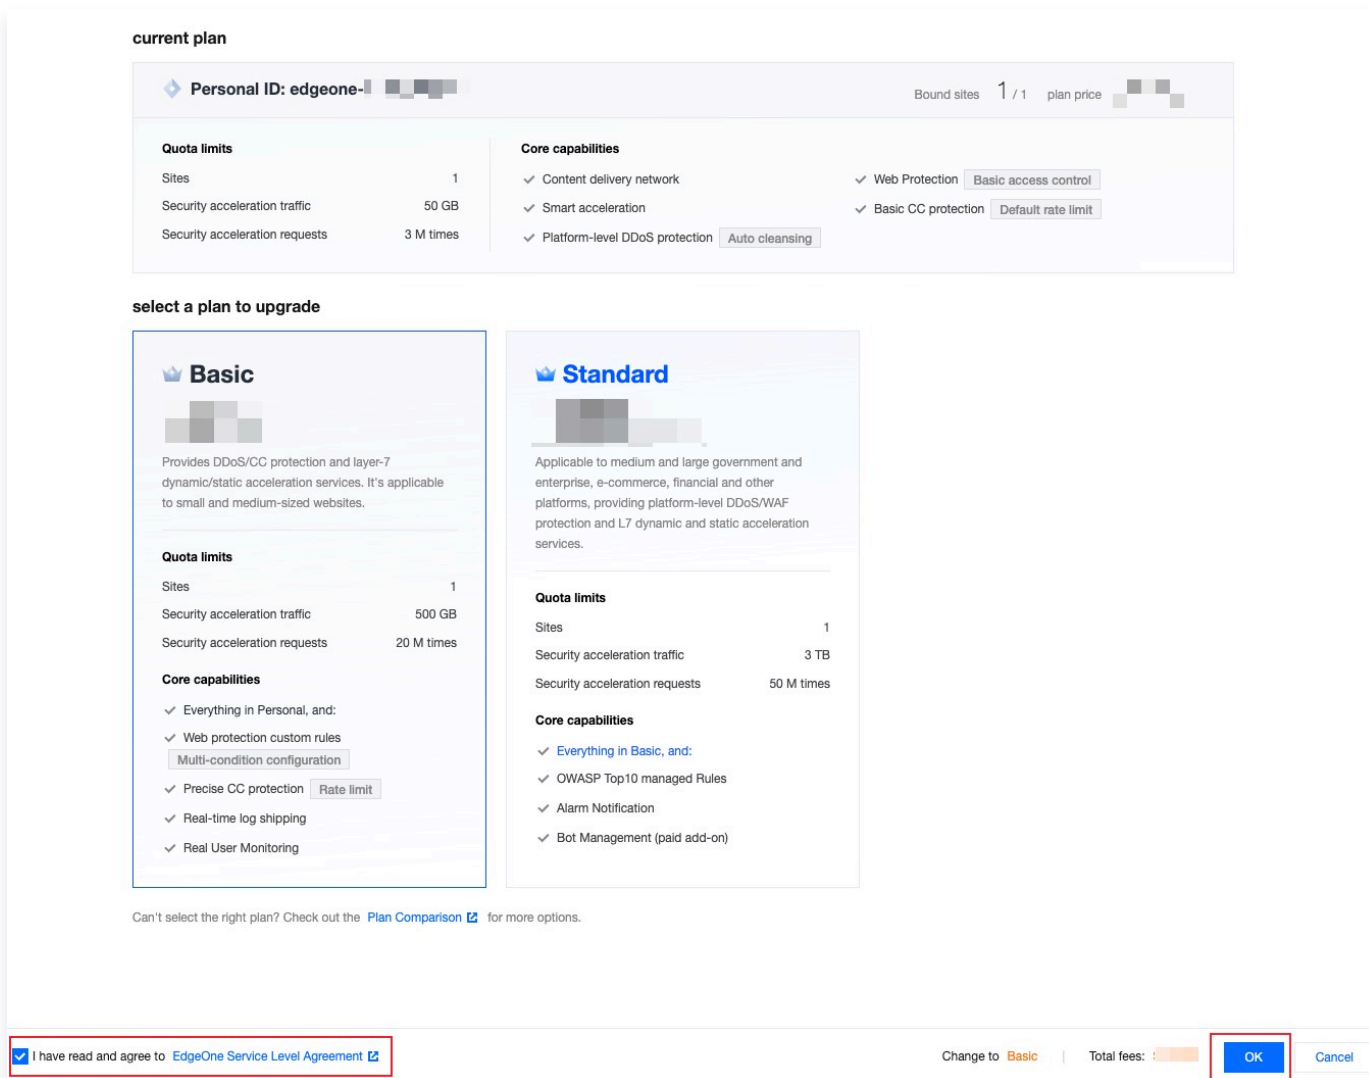 current plan
Personal ID: edgeone-
Bound sites 1 / 1 plan price
Quota limits
Sites 1
Security acceleration traffic 50 GB
Security acceleration requests 3 M times
Core capabilities
Content delivery network
Smart acceleration
Platform-level DDoS protection Auto cleansing
Web Protection Basic access control
Basic CC protection Default rate limit
select a plan to upgrade
Basic
Provides DDoS/CC protection and layer-7
dynamic/static acceleration services. It's applicable
to small and medium-sized websites.
Quota limits
Sites 1
Security acceleration traffic 500 GB
Security acceleration requests 20 M times
Core capabilities
Everything in Personal, and:
Web protection custom rules
Multi-condition configuration
Precise CC protection Rate limit
Real-time log shipping
Real User Monitoring
Standard
Applicable to medium and large government and
enterprise, e-commerce, financial and other
platforms, providing platform-level DDoS/WAF
protection and L7 dynamic and static acceleration
services.
Quota limits
Sites 1
Security acceleration traffic 3 TB
Security acceleration requests 50 M times
Core capabilities
Everything in Basic, and:
OWASP Top10 managed Rules
Alarm Notification
Bot Management (paid add-on)
Can't select the right plan? Check out the Plan Comparison for more options.
I have read and agree to EdgeOne Service Level Agreement
Change to Basic | Total fees:
OK
Cancel